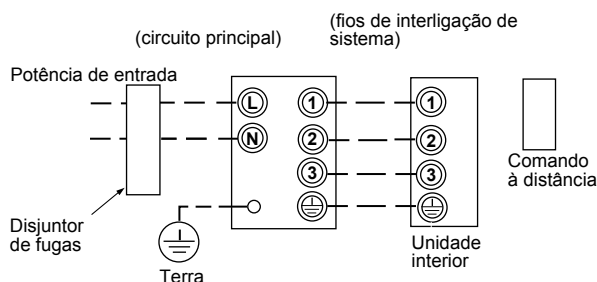 (circuito principal)
(fios de interligação de
sistema)
Potência de entrada
L
1
1
N
2
2
3
3
Comando
à distância
Disjuntor
de fugas
Terra
Unidade
interior